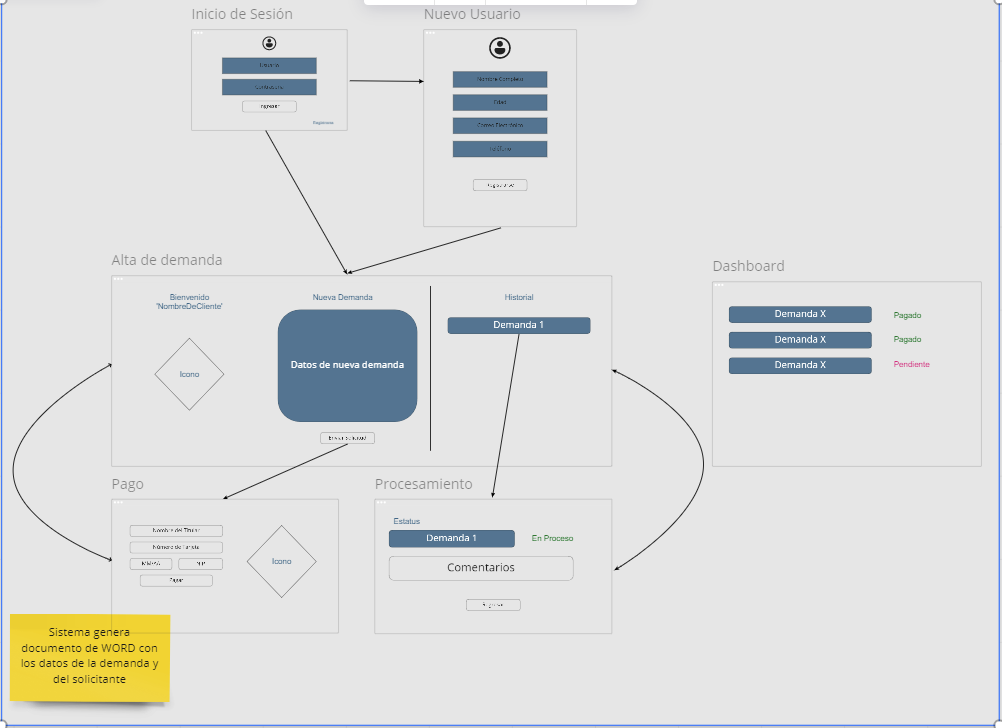 Inicio de Sesión
Usuario
Contraseña
Ingresar
Registrarse
Nuevo Usuario
Nombre Completo
Edad
Correo Electrónico
Teléfono
Registrarse
Alta de demanda
Bienvenido
'NombreDeCliente'
Icono
Nueva Demanda
Datos de nueva demanda
Enviar solicitud
Historial
Demanda 1
Dashboard
Demanda X
Pagado
Demanda X
Pagado
Demanda X
Pendiente
Pago
Nombre del Titular
Número de Tarjeta
MM/AA
Pagar
Icono
Procesamiento
Estatus
Demanda 1
En Proceso
Comentarios
Regresar
Sistema genera
documento de WORD con
los datos de la demanda y
del solicitante